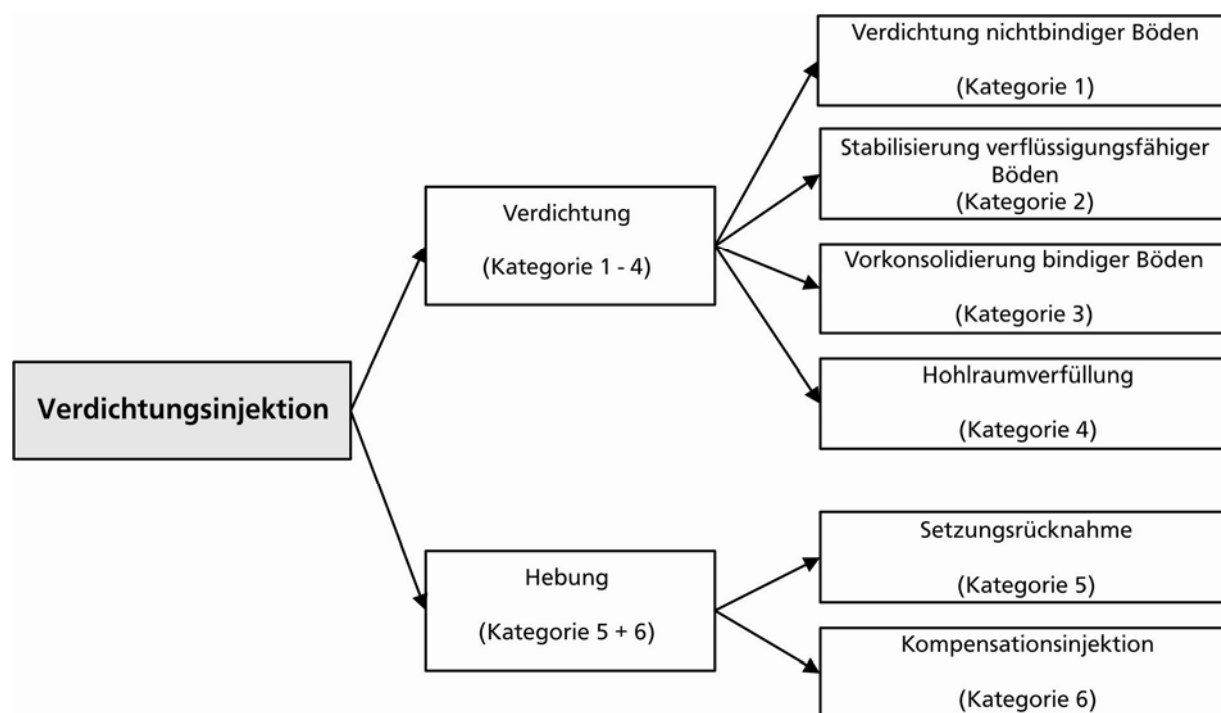 Verdichtungsinjektion
Verdichtung
(Kategorie 1 - 4)
Verdichtung nichtbindiger Böden
(Kategorie 1)
Stabilisierung verflüssigungsfähiger
Böden
(Kategorie 2)
Vorkonsolidierung bindiger Böden
(Kategorie 3)
Hohlraumverfüllung
(Kategorie 4)
Hebung
(Kategorie 5 + 6)
Setzungsrücknahme
(Kategorie 5)
Kompensationsinjektion
(Kategorie 6)